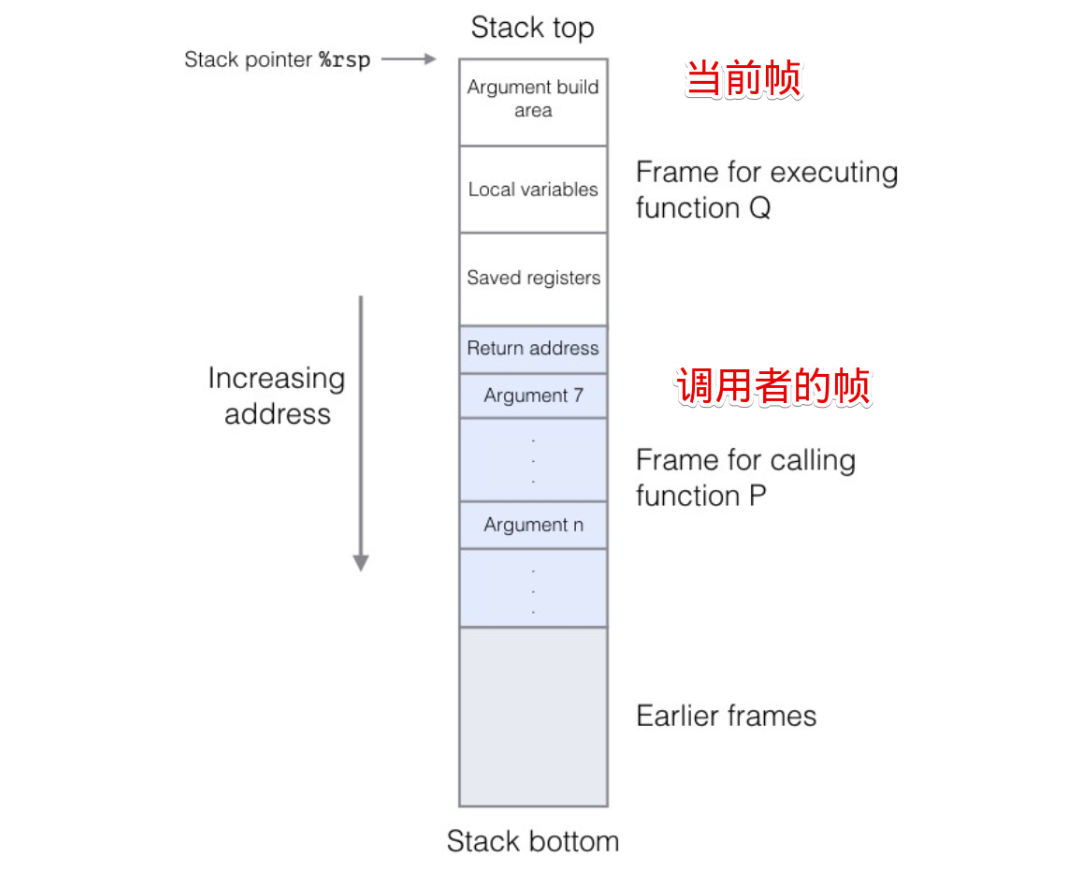 Stack top
Stack pointer %rsp
Argument build
area
当前帧
Local variables
Frame for executing
function Q
Saved registers
Return address
Increasing
address
Argument 7
调用者的帧
.
.
.
Frame for calling
function P
Argument n
.
.
.
Earlier frames
Stack bottom